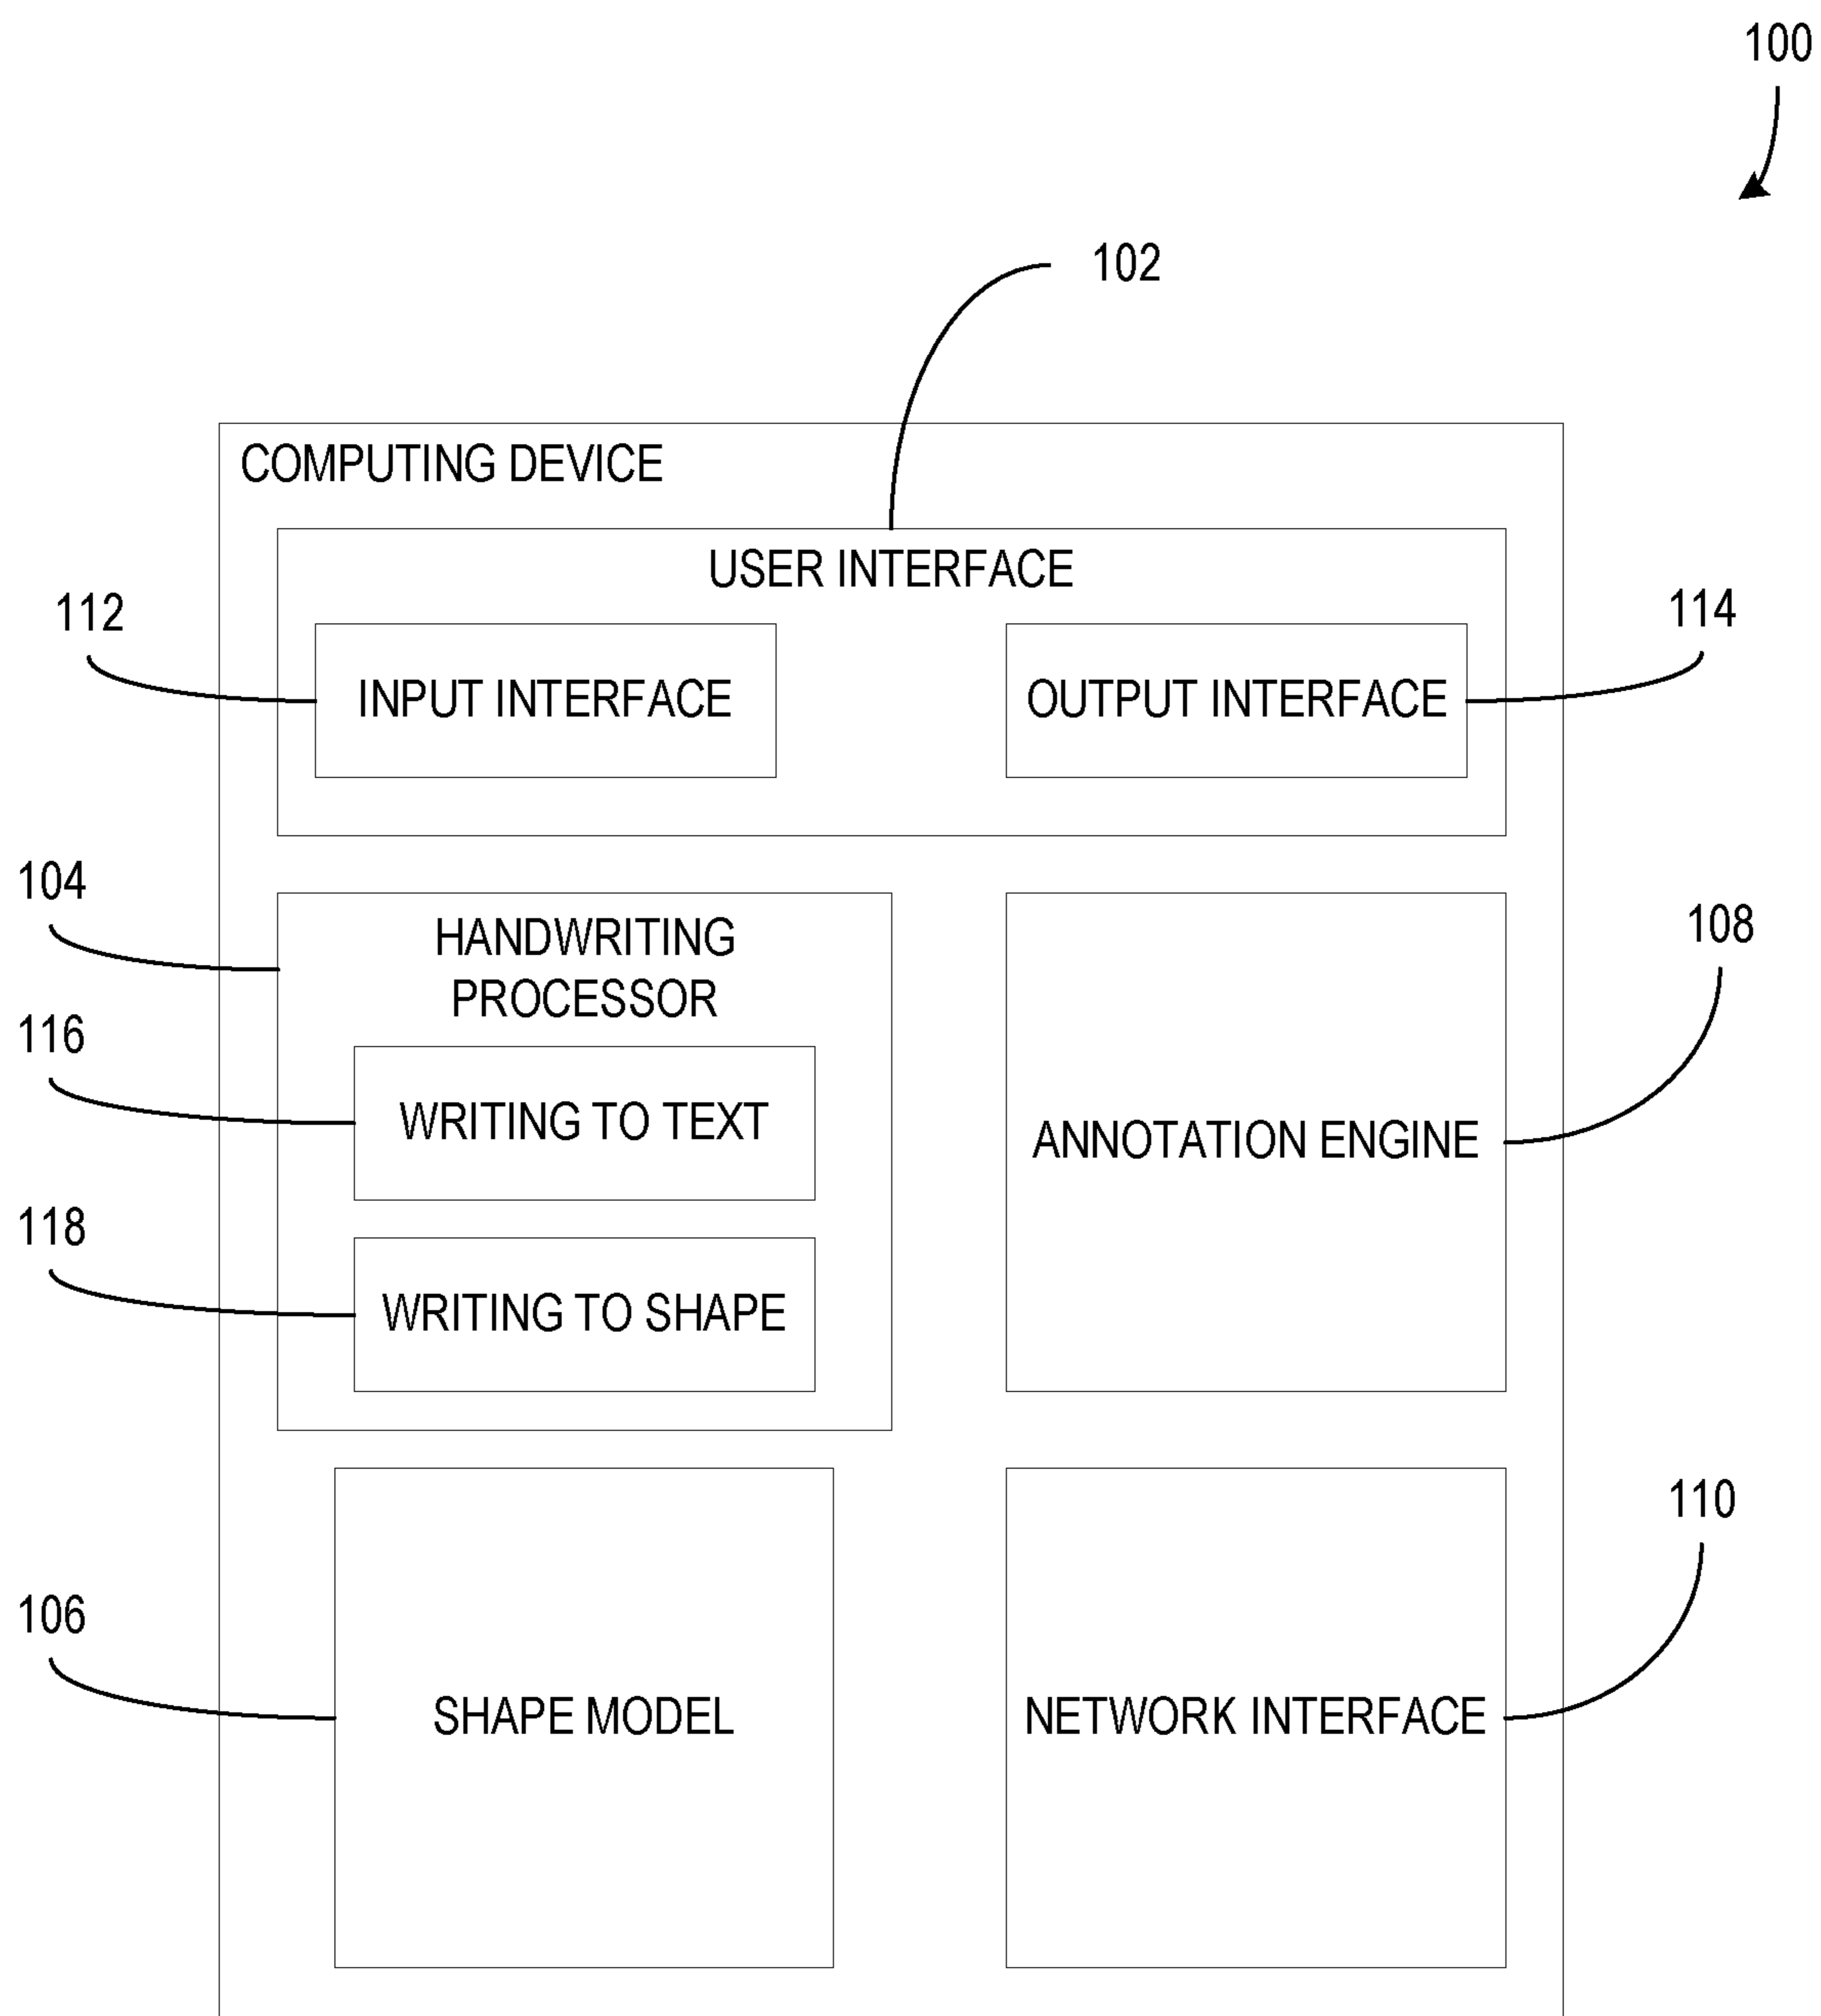 100
102
COMPUTING DEVICE
USER INTERFACE
112
114
INPUT INTERFACE
OUTPUT INTERFACE
104
HANDWRITING
PROCESSOR
108
116
WRITING TO TEXT
ANNOTATION ENGINE
118
WRITING TO SHAPE
110
106
SHAPE MODEL
NETWORK INTERFACE